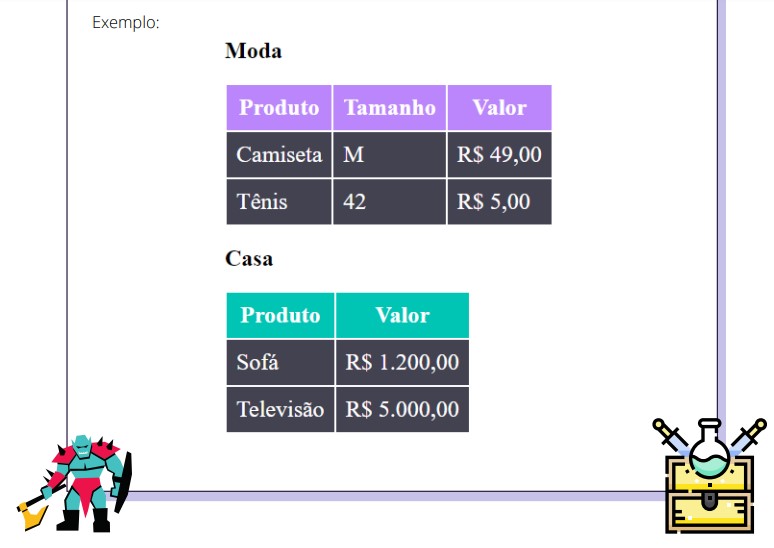 Exemplo:
Moda
Produto Tamanho Valor
Camiseta M R$ 49,00
Tênis 42 R$ 5,00
Casa
Produto Valor
Sofá R$ 1.200,00
Televisão R$ 5.000,00